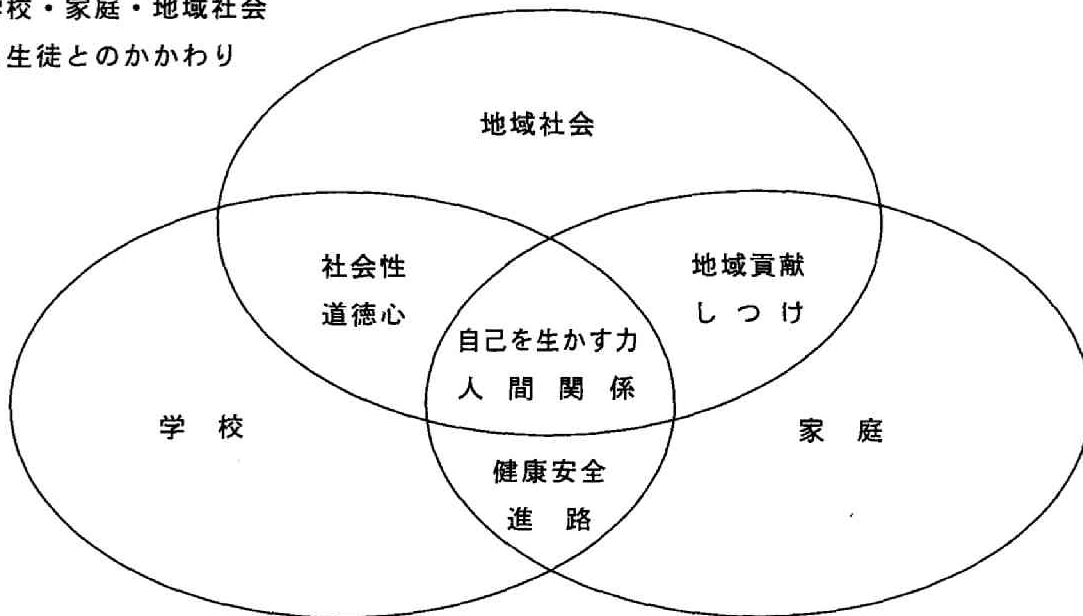 学校・家庭・地域社会
生徒とのかかわり
地域社会
社会性
道徳心
地域貢献
しつけ
自己を生かす力
人間関係
学校
家庭
健康安全
進路